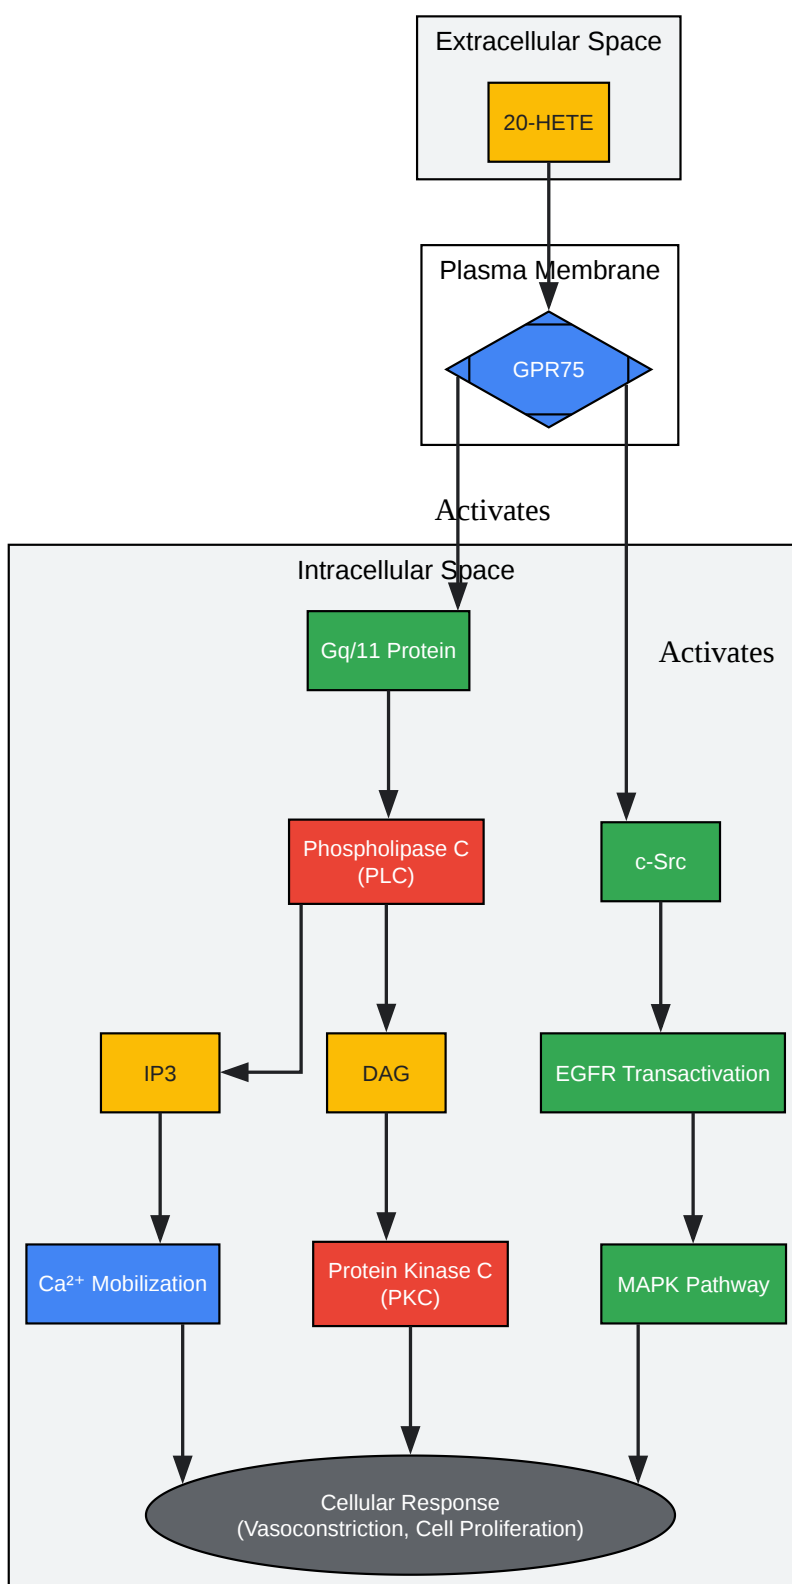 Extracellular Space
20-HETE
Plasma Membrane
GPR75
Activates
Intracellular Space
Gq/11 Protein
Activates
Phospholipase C
(PLC)
c-Src
IP3
DAG
EGFR Transactivation
Ca²⁺ Mobilization
Protein Kinase C
(PKC)
MAPK Pathway
Cellular Response
(Vasoconstriction, Cell Proliferation)